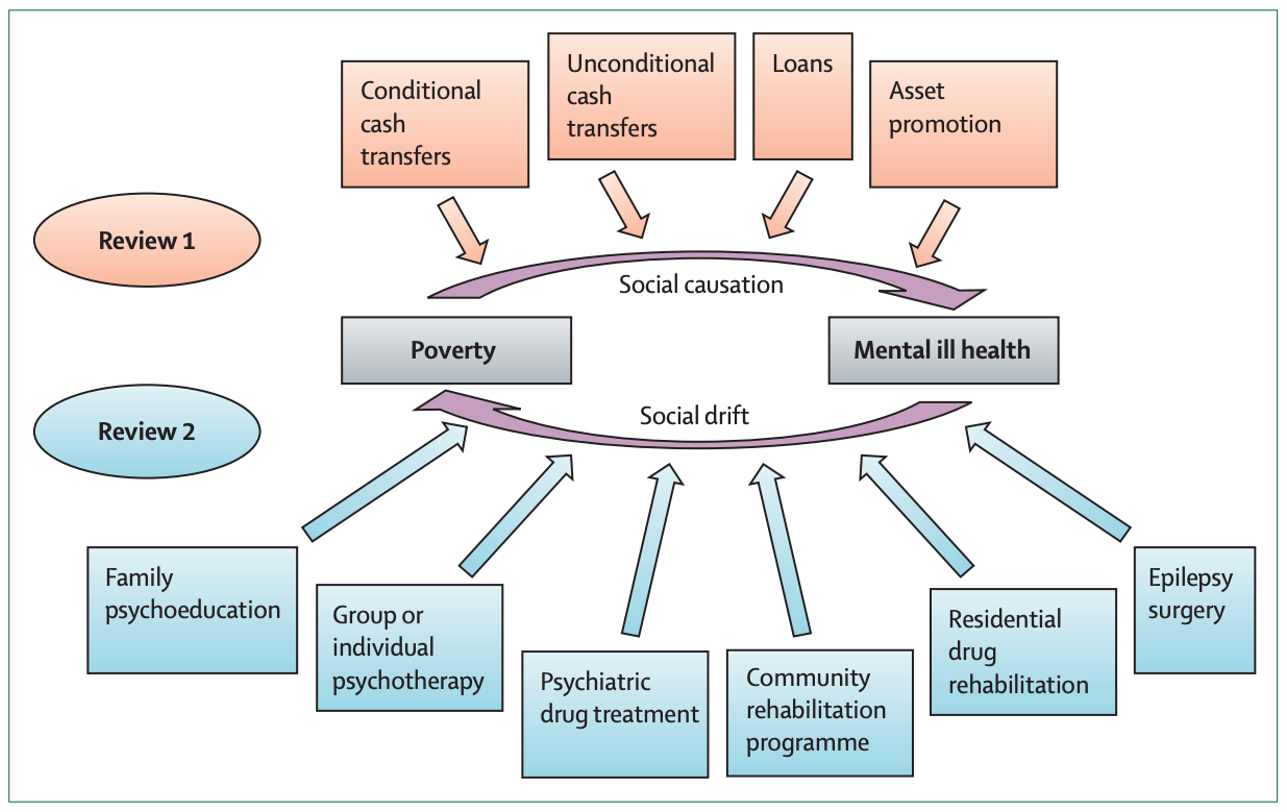 Conditional
cash
transfers
Unconditional
cash
transfers
Loans
Asset
promotion
Review 1
Social causation
Poverty
Mental ill health
Review 2
Social drift
Family
psychoeducation
Group or
individual
psychotherapy
Psychiatric
drug treatment
Community
rehabilitation
programme
Residential
drug
rehabilitation
Epilepsy
surgery